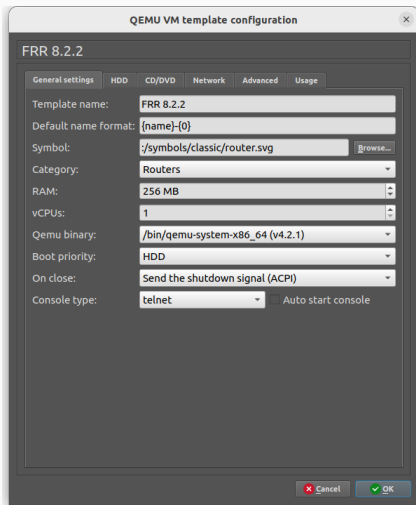 QEMU VM template configuration
FRR 8.2.2
General settings HDD CD/DVD Network Advanced Usage
Template name: FRR 8.2.2
Default name format: {name}-{0}
Symbol: :/symbols/classic/router.svg Browse...
Category: Routers
RAM: 256 MB
vCPUs: 1
Qemu binary: /bin/qemu-system-x86_64 (v4.2.1)
Boot priority: HDD
On close: Send the shutdown signal (ACPI)
Console type: telnet Auto start console
Cancel OK